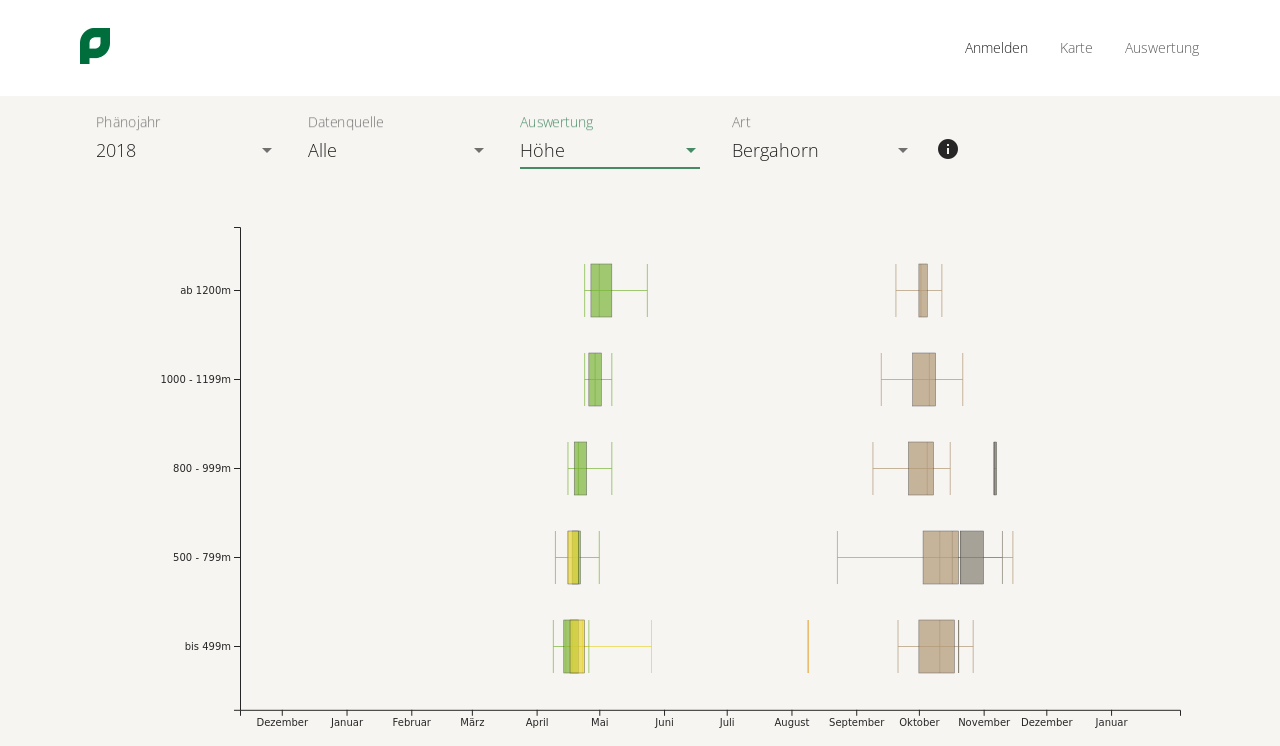 Anmelden Karte Auswertung
Phänojahr Datenquelle Auswertung Art
2018 Alle Höhe Bergahorn
ab 1200m
1000 - 1199m
800 - 999m
500 - 799m
bis 499m
Dezember Januar Februar März April Mai Juni Juli August September Oktober November Dezember Januar